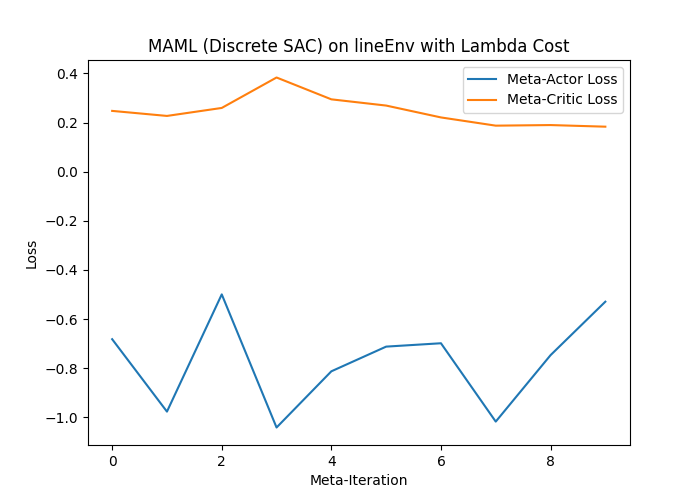 MAML (Discrete SAC) on lineEnv with Lambda Cost
Meta-Actor Loss
Meta-Critic Loss
0.4
0.2
0.0
−0.2
−0.4
−0.6
−0.8
−1.0
Loss
0 2 4 6 8
Meta-Iteration